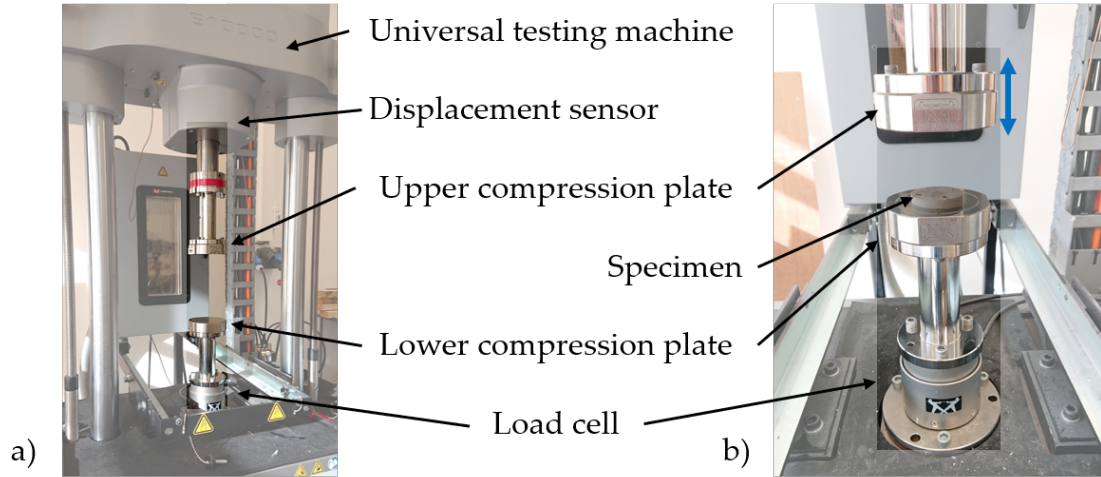 Universal testing machine
Displacement sensor
Upper compression plate
Specimen
Lower compression plate
Load cell
a)
b)